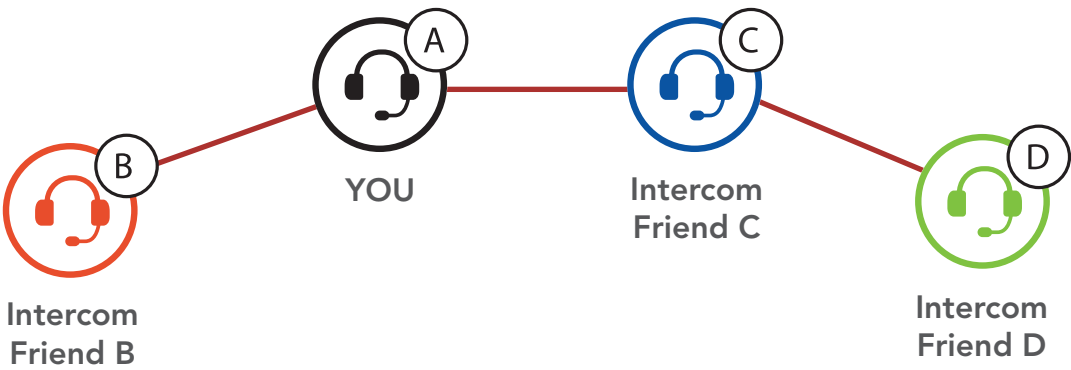 A
C
B
D
YOU
Intercom
Friend C
Intercom
Friend B
Intercom
Friend D